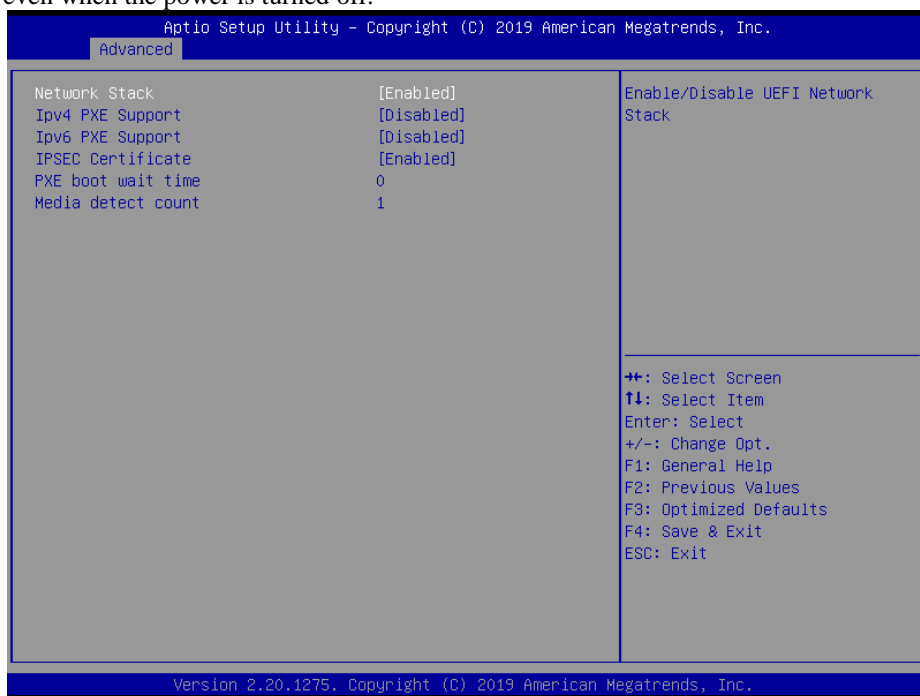 even when the power is turned off.
Aptio Setup Utility – Copyright (C) 2019 American Megatrends, Inc.
Advanced
Network Stack [Enabled]
Ipv4 PXE Support [Disabled]
Ipv6 PXE Support [Disabled]
IPSEC Certificate [Enabled]
PXE boot wait time 0
Media detect count 1
Enable/Disable UEFI Network
Stack
→←: Select Screen
↑↓: Select Item
Enter: Select
+/-: Change Opt.
F1: General Help
F2: Previous Values
F3: Optimized Defaults
F4: Save & Exit
ESC: Exit
Version 2.20.1275. Copyright (C) 2019 American Megatrends, Inc.